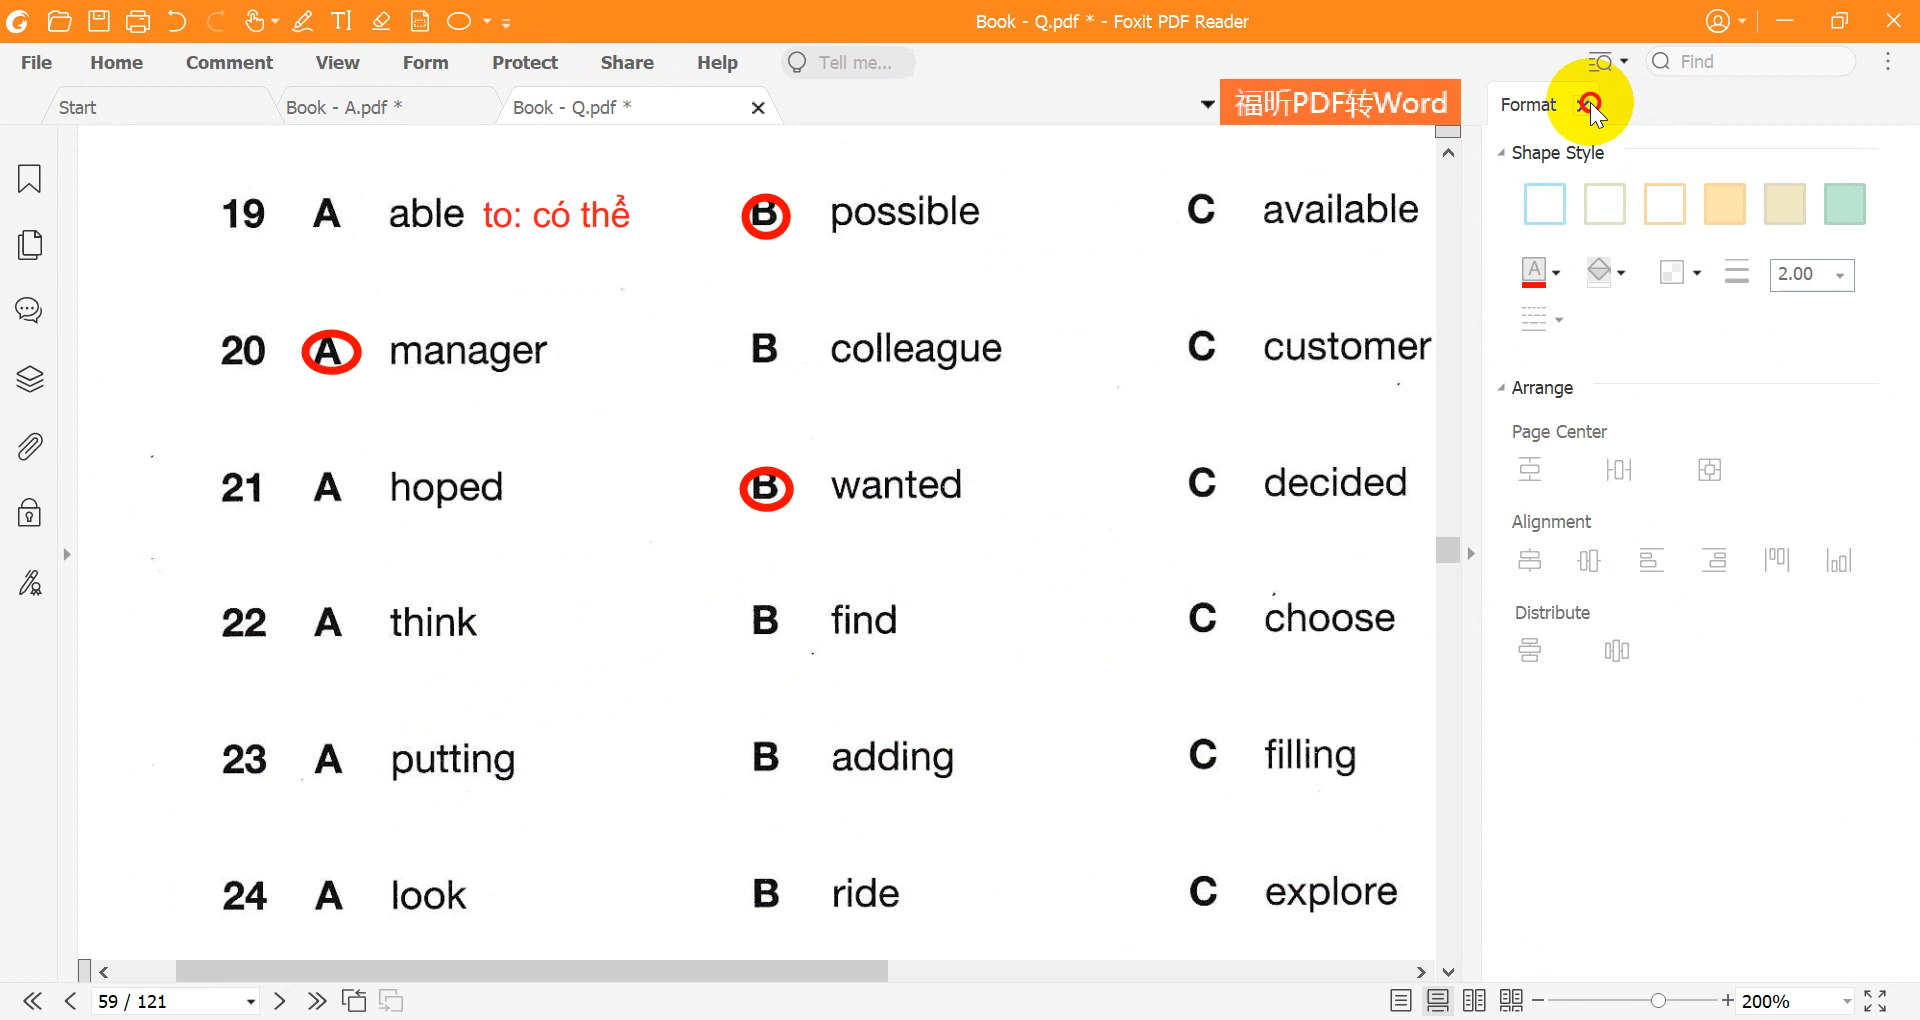 Book - Q.pdf * - Foxit PDF Reader
File Home Comment View Form Protect Share Help Tell me... Find
Start Book - A.pdf * Book - Q.pdf * 福昕PDF转Word Format
Shape Style
19 A able to: có thể B possible C available
2.00
20 A manager B colleague C customer
Arrange
Page Center
21 A hoped B wanted C decided
Alignment
22 A think B find C choose
Distribute
23 A putting B adding C filling
24 A look B ride C explore
59 / 121 200%